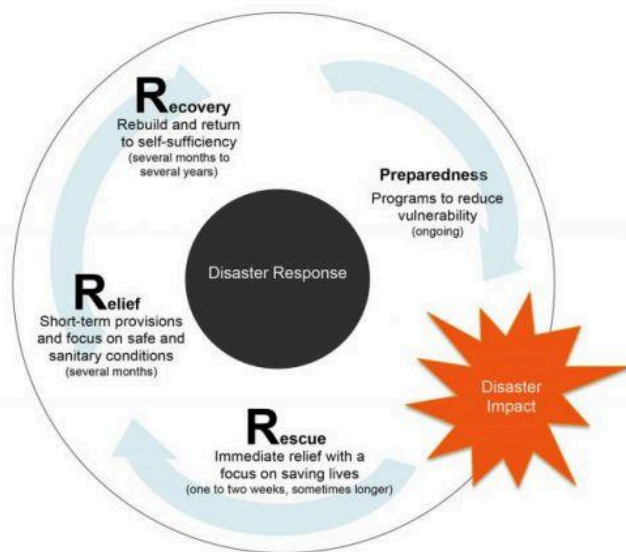 Recovery
Rebuild and return
to self-sufficiency
(several months to
several years)
Preparedness
Programs to reduce
vulnerability
(ongoing)
Disaster Response
Relief
Short-term provisions
and focus on safe and
sanitary conditions
(several months)
Disaster
Impact
Rescue
Immediate relief with a
focus on saving lives
(one to two weeks, sometimes longer)